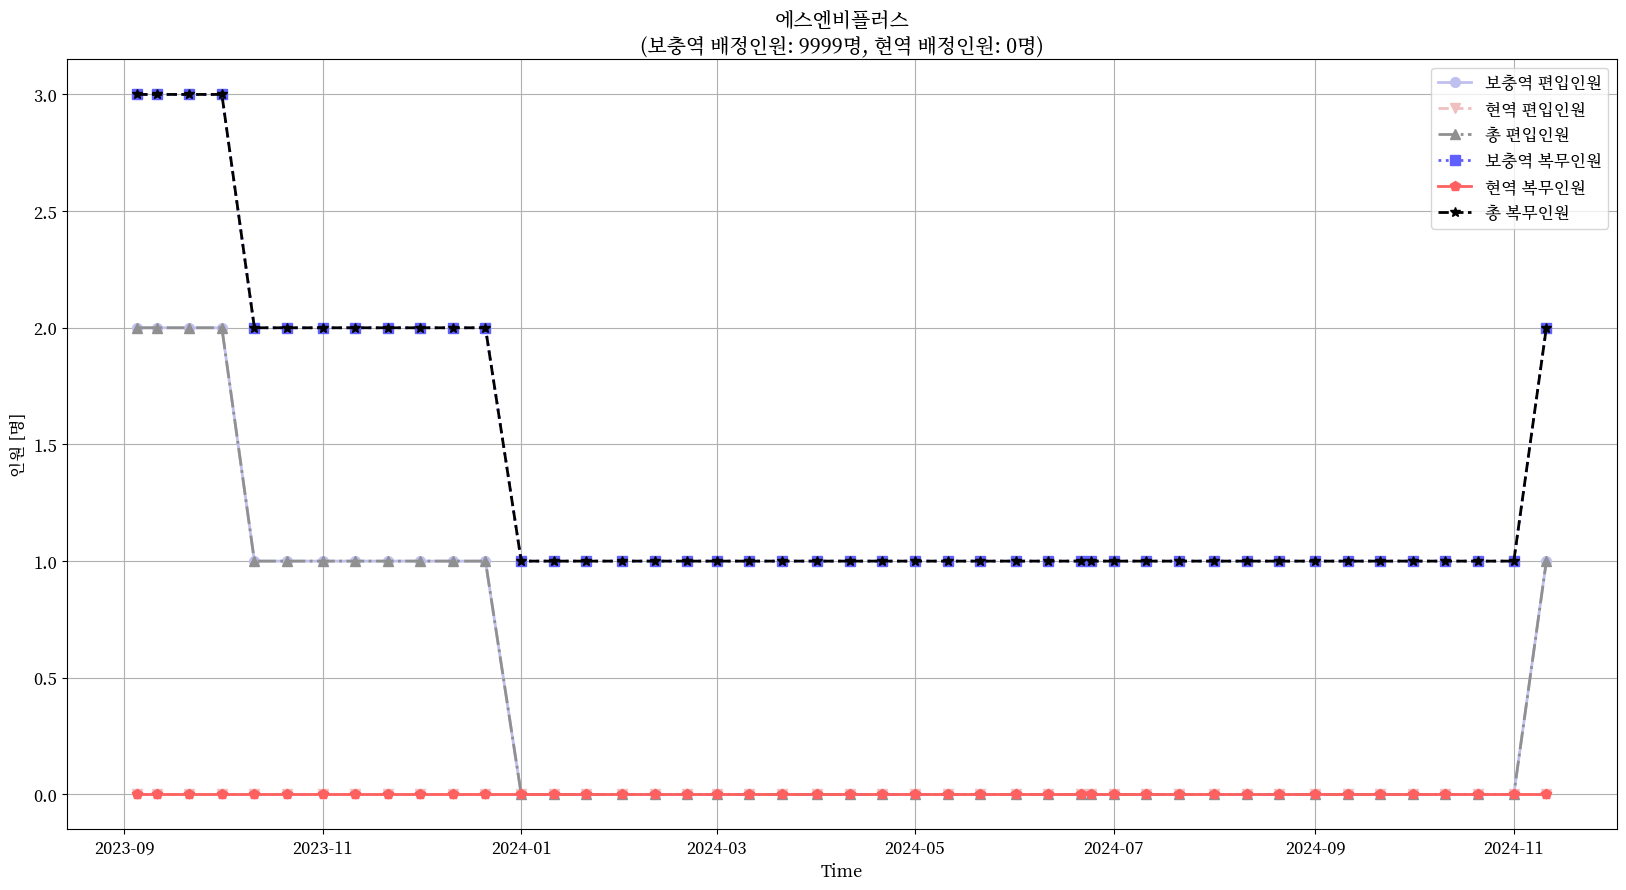 에스엔비플러스
(보충역 배정인원: 9999명, 현역 배정인원: 0명)
보충역 편입인원
현역 편입인원
총 편입인원
보충역 복무인원
현역 복무인원
총 복무인원
3.0
2.5
2.0
1.5
1.0
0.5
0.0
인원 [명]
2023-09
2023-11
2024-01
2024-03
2024-05
2024-07
2024-09
2024-11
Time